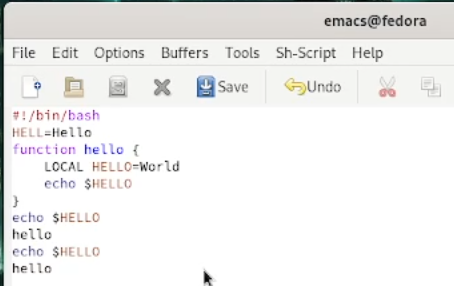 emacs@fedora
File Edit Options Buffers Tools Sh-Script Help
Save Undo
#!/bin/bash
HELL=Hello
function hello {
    LOCAL HELLO=World
    echo $HELLO
}
echo $HELLO
hello
echo $HELLO
hello